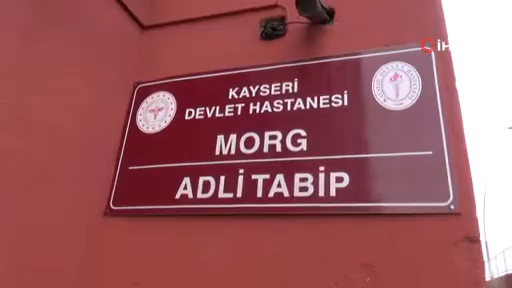 KAYSERİ
DEVLET HASTANESİ
MORG
ADLİ TABİP